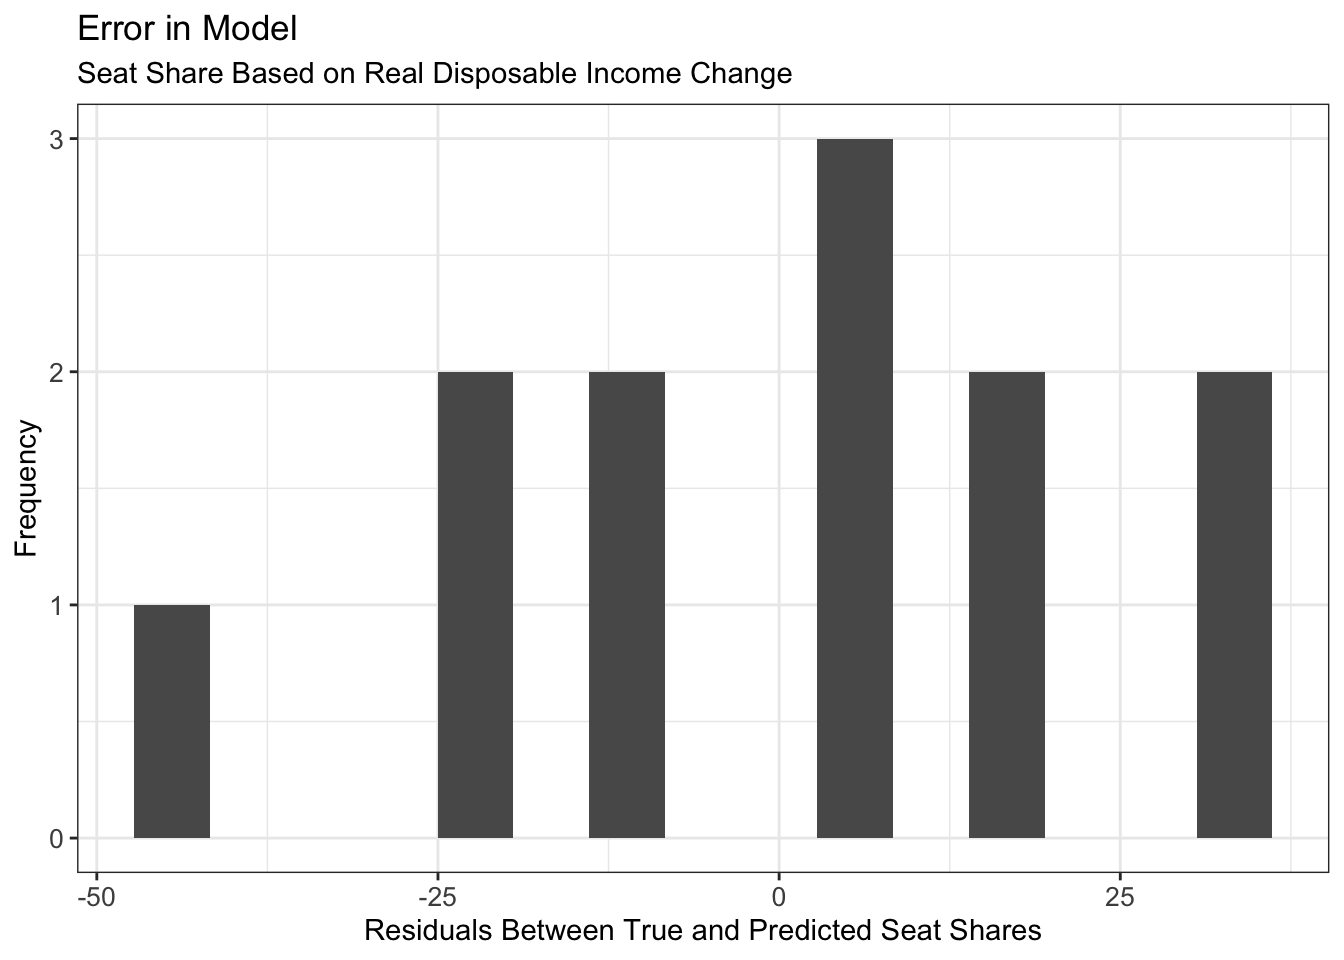 Error in Model
Seat Share Based on Real Disposable Income Change
3
2
1
0
Frequency
-50
-25
0
25
Residuals Between True and Predicted Seat Shares